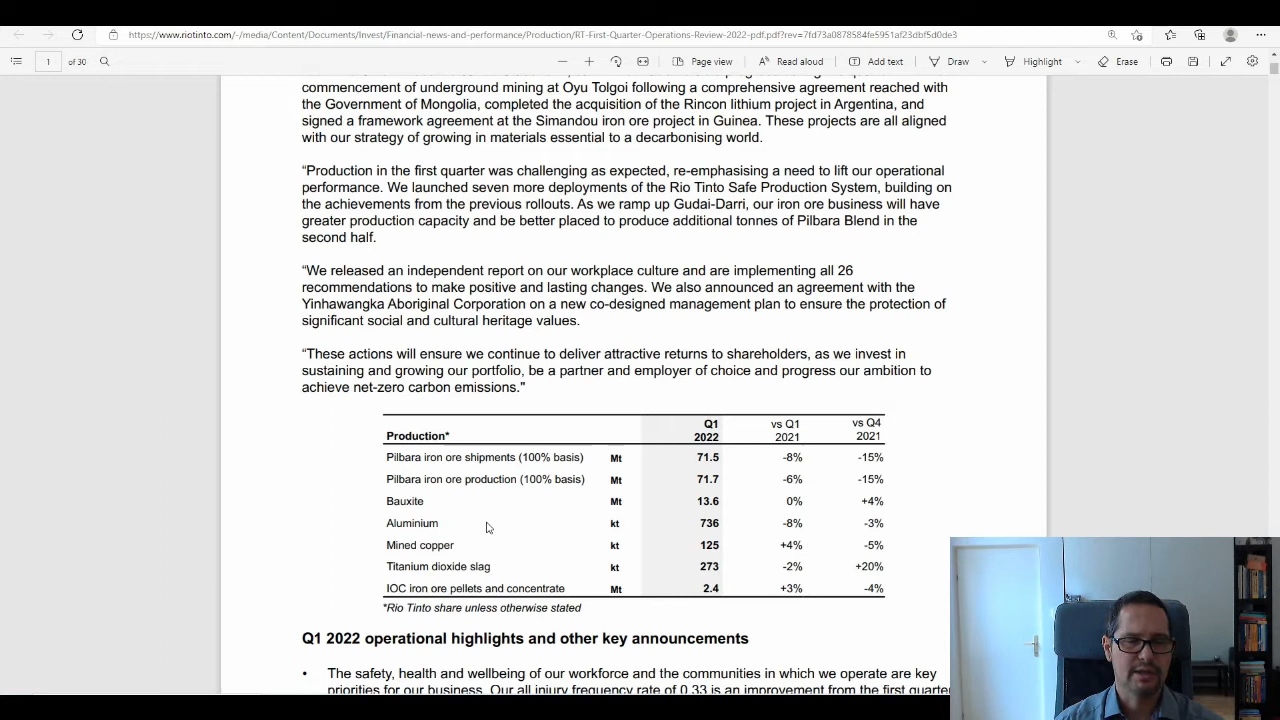 https://www.riotinto.com/-/media/Content/Documents/Invest/Financial-news-and-performance/Production/RT-First-Quarter-Operations-Review-2022-pdf.pdf?rev=7fd73a0878584fe5951af23dbf5d0de3
1 of 30 Page view Read aloud Add text Draw Highlight Erase
commencement of underground mining at Oyu Tolgoi following a comprehensive agreement reached with
the Government of Mongolia, completed the acquisition of the Rincon lithium project in Argentina, and
signed a framework agreement at the Simandou iron ore project in Guinea. These projects are all aligned
with our strategy of growing in materials essential to a decarbonising world.
“Production in the first quarter was challenging as expected, re-emphasising a need to lift our operational
performance. We launched seven more deployments of the Rio Tinto Safe Production System, building on
the achievements from the previous rollouts. As we ramp up Gudai-Darri, our iron ore business will have
greater production capacity and be better placed to produce additional tonnes of Pilbara Blend in the
second half.
“We released an independent report on our workplace culture and are implementing all 26
recommendations to make positive and lasting changes. We also announced an agreement with the
Yinhawangka Aboriginal Corporation on a new co-designed management plan to ensure the protection of
significant social and cultural heritage values.
“These actions will ensure we continue to deliver attractive returns to shareholders, as we invest in
sustaining and growing our portfolio, be a partner and employer of choice and progress our ambition to
achieve net-zero carbon emissions.”
Production* Q1 2022 vs Q1 2021 vs Q4 2021
Pilbara iron ore shipments (100% basis) Mt 71.5 -8% -15%
Pilbara iron ore production (100% basis) Mt 71.7 -6% -15%
Bauxite Mt 13.6 0% +4%
Aluminium kt 736 -8% -3%
Mined copper kt 125 +4% -5%
Titanium dioxide slag kt 273 -2% +20%
IOC iron ore pellets and concentrate Mt 2.4 +3% -4%
*Rio Tinto share unless otherwise stated
Q1 2022 operational highlights and other key announcements
• The safety, health and wellbeing of our workforce and the communities in which we operate are key
priorities for our business. Our all injury frequency rate of 0.33 is an improvement from the first quarter